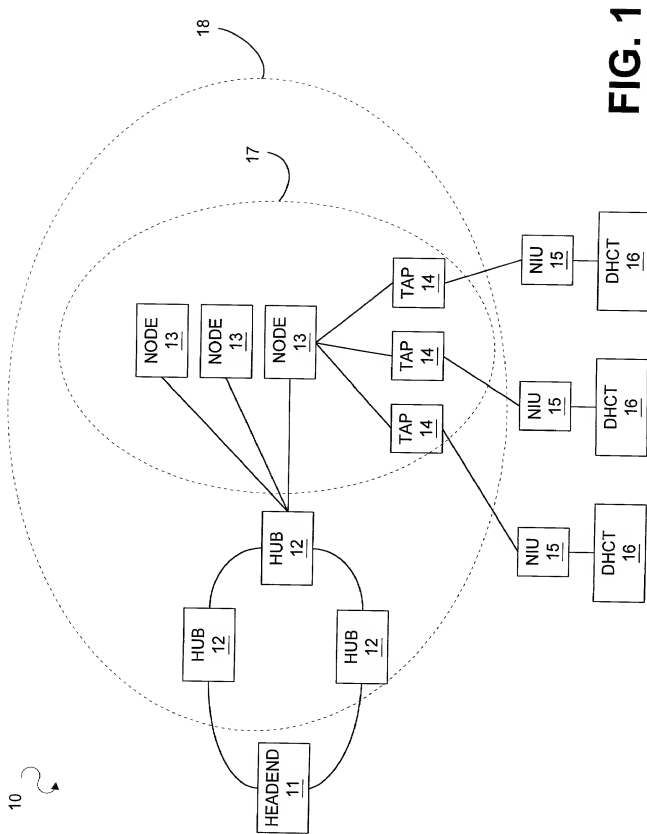 10
18
17
HEADEND
11
HUB
12
HUB
12
HUB
12
NODE
13
NODE
13
NODE
13
TAP
14
TAP
14
TAP
14
NIU
15
NIU
15
NIU
15
DHCT
16
DHCT
16
DHCT
16
FIG. 1